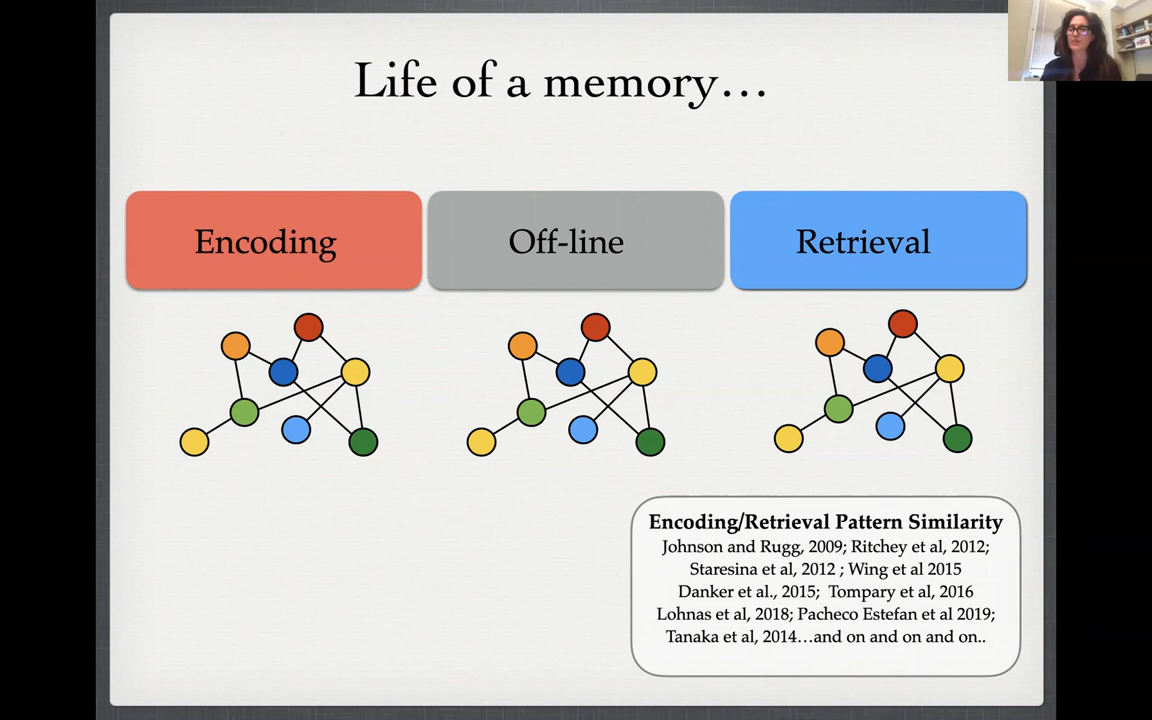 Life of a memory…
Encoding
Off-line
Retrieval
Encoding/Retrieval Pattern Similarity
Johnson and Rugg, 2009; Ritchey et al, 2012;
Staresina et al, 2012 ; Wing et al 2015
Danker et al., 2015;  Tompary et al, 2016
Lohnas et al, 2018; Pacheco Estefan et al 2019;
Tanaka et al, 2014…and on and on and on..